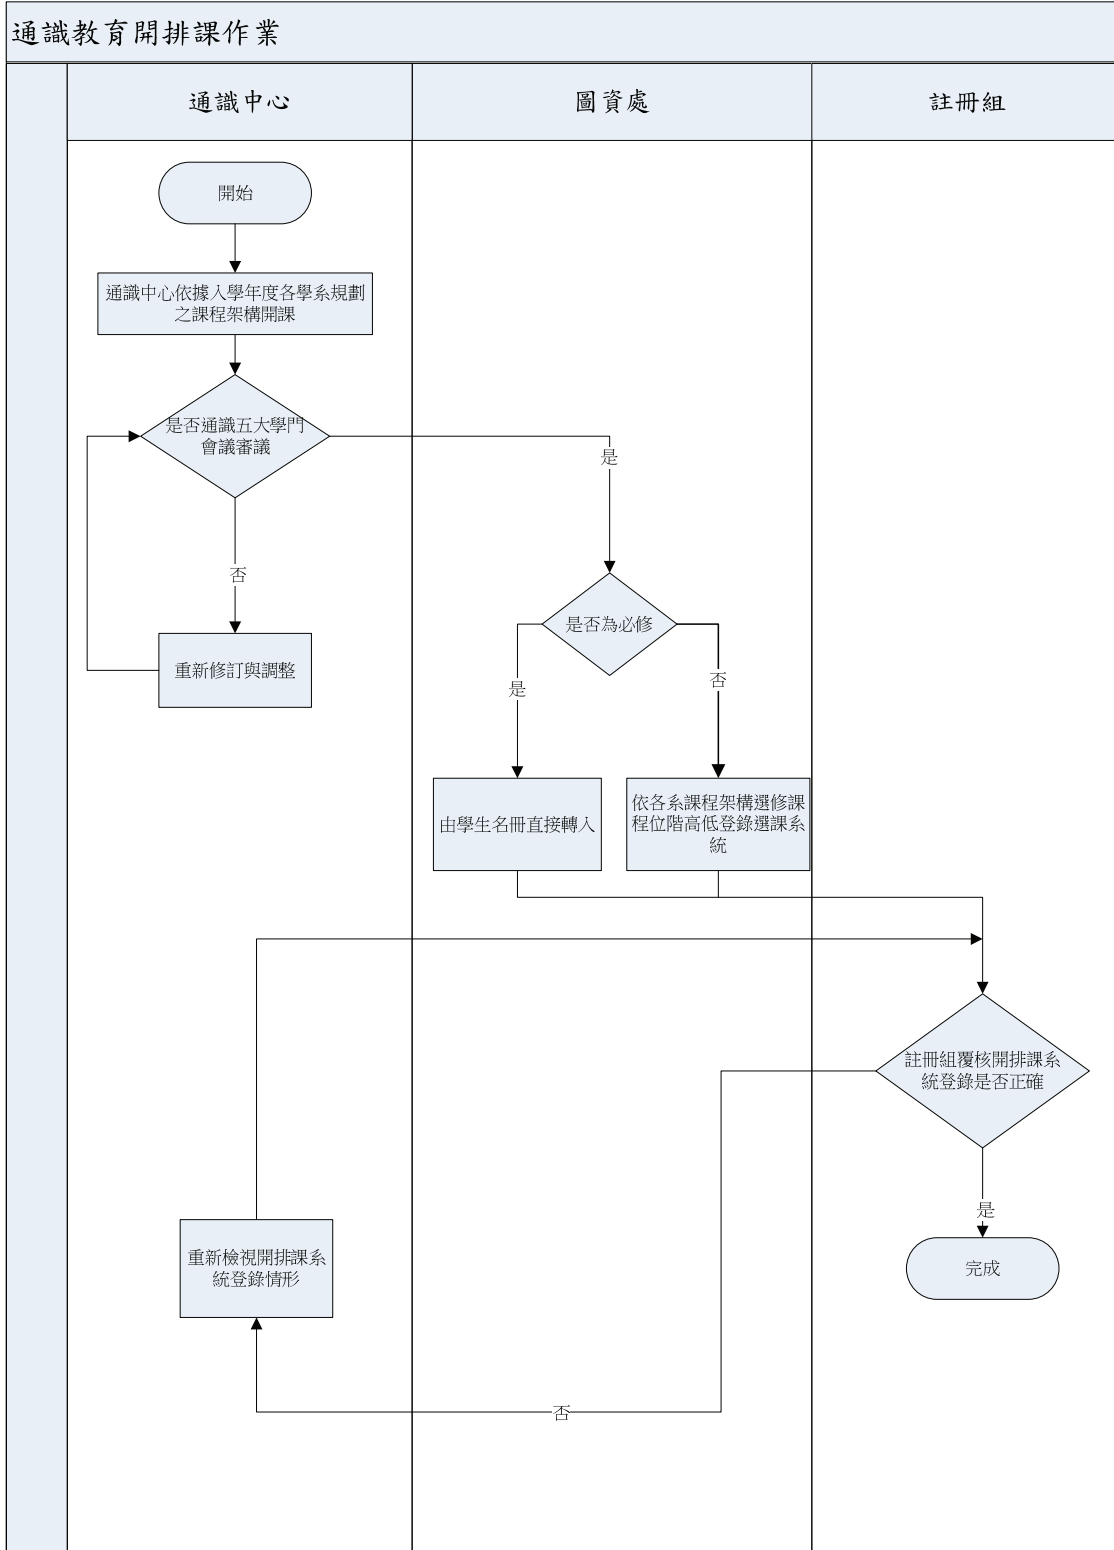 通識教育開排課作業
通識中心
圖資處
註冊組
開始
通識中心依據入學年度各學系規劃
之課程架構開課
是否通識五大學門
會議審議
是
否
重新修訂與調整
是否為必修
是
否
由學生名冊直接轉入
依各系課程架構選修課
程位階高低登錄選課系
統
註冊組覆核開排課系
統登錄是否正確
是
完成
重新檢視開排課系
統登錄情形
否